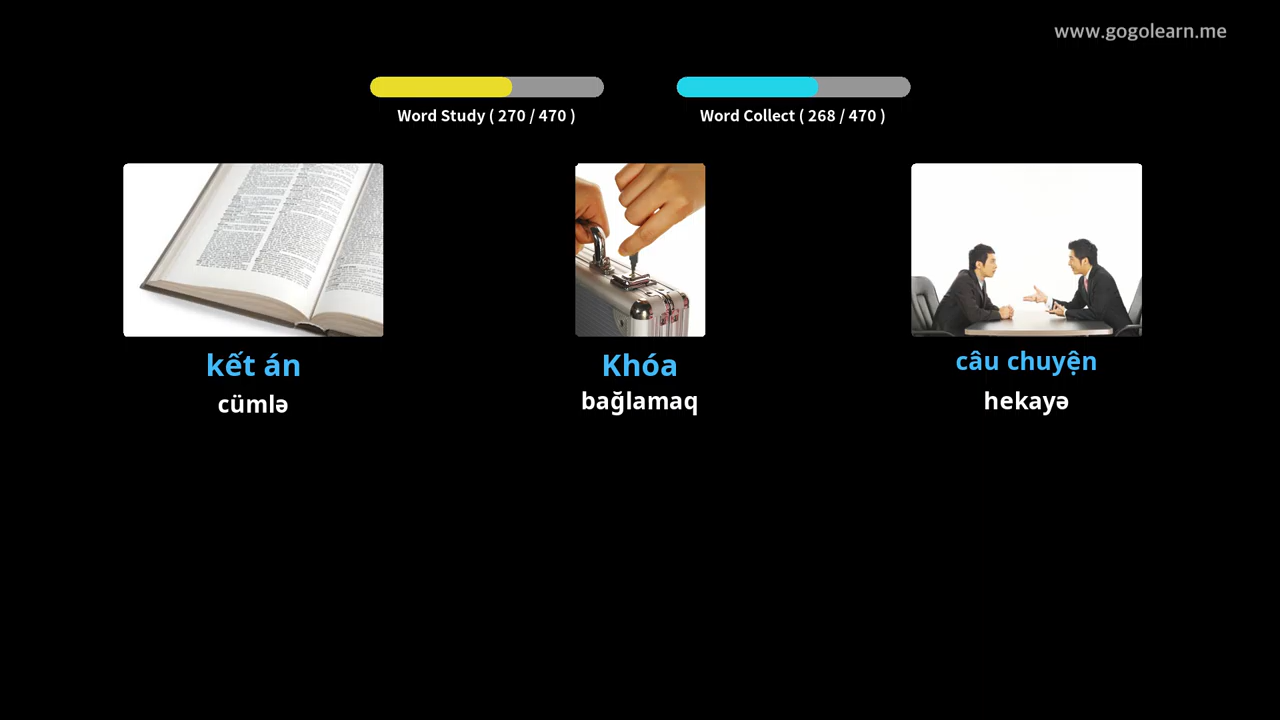 www.gogolearn.me
Word Study ( 270 / 470 )
Word Collect ( 268 / 470 )
kết án
cümlə
Khóa
bağlamaq
câu chuyện
hekayə